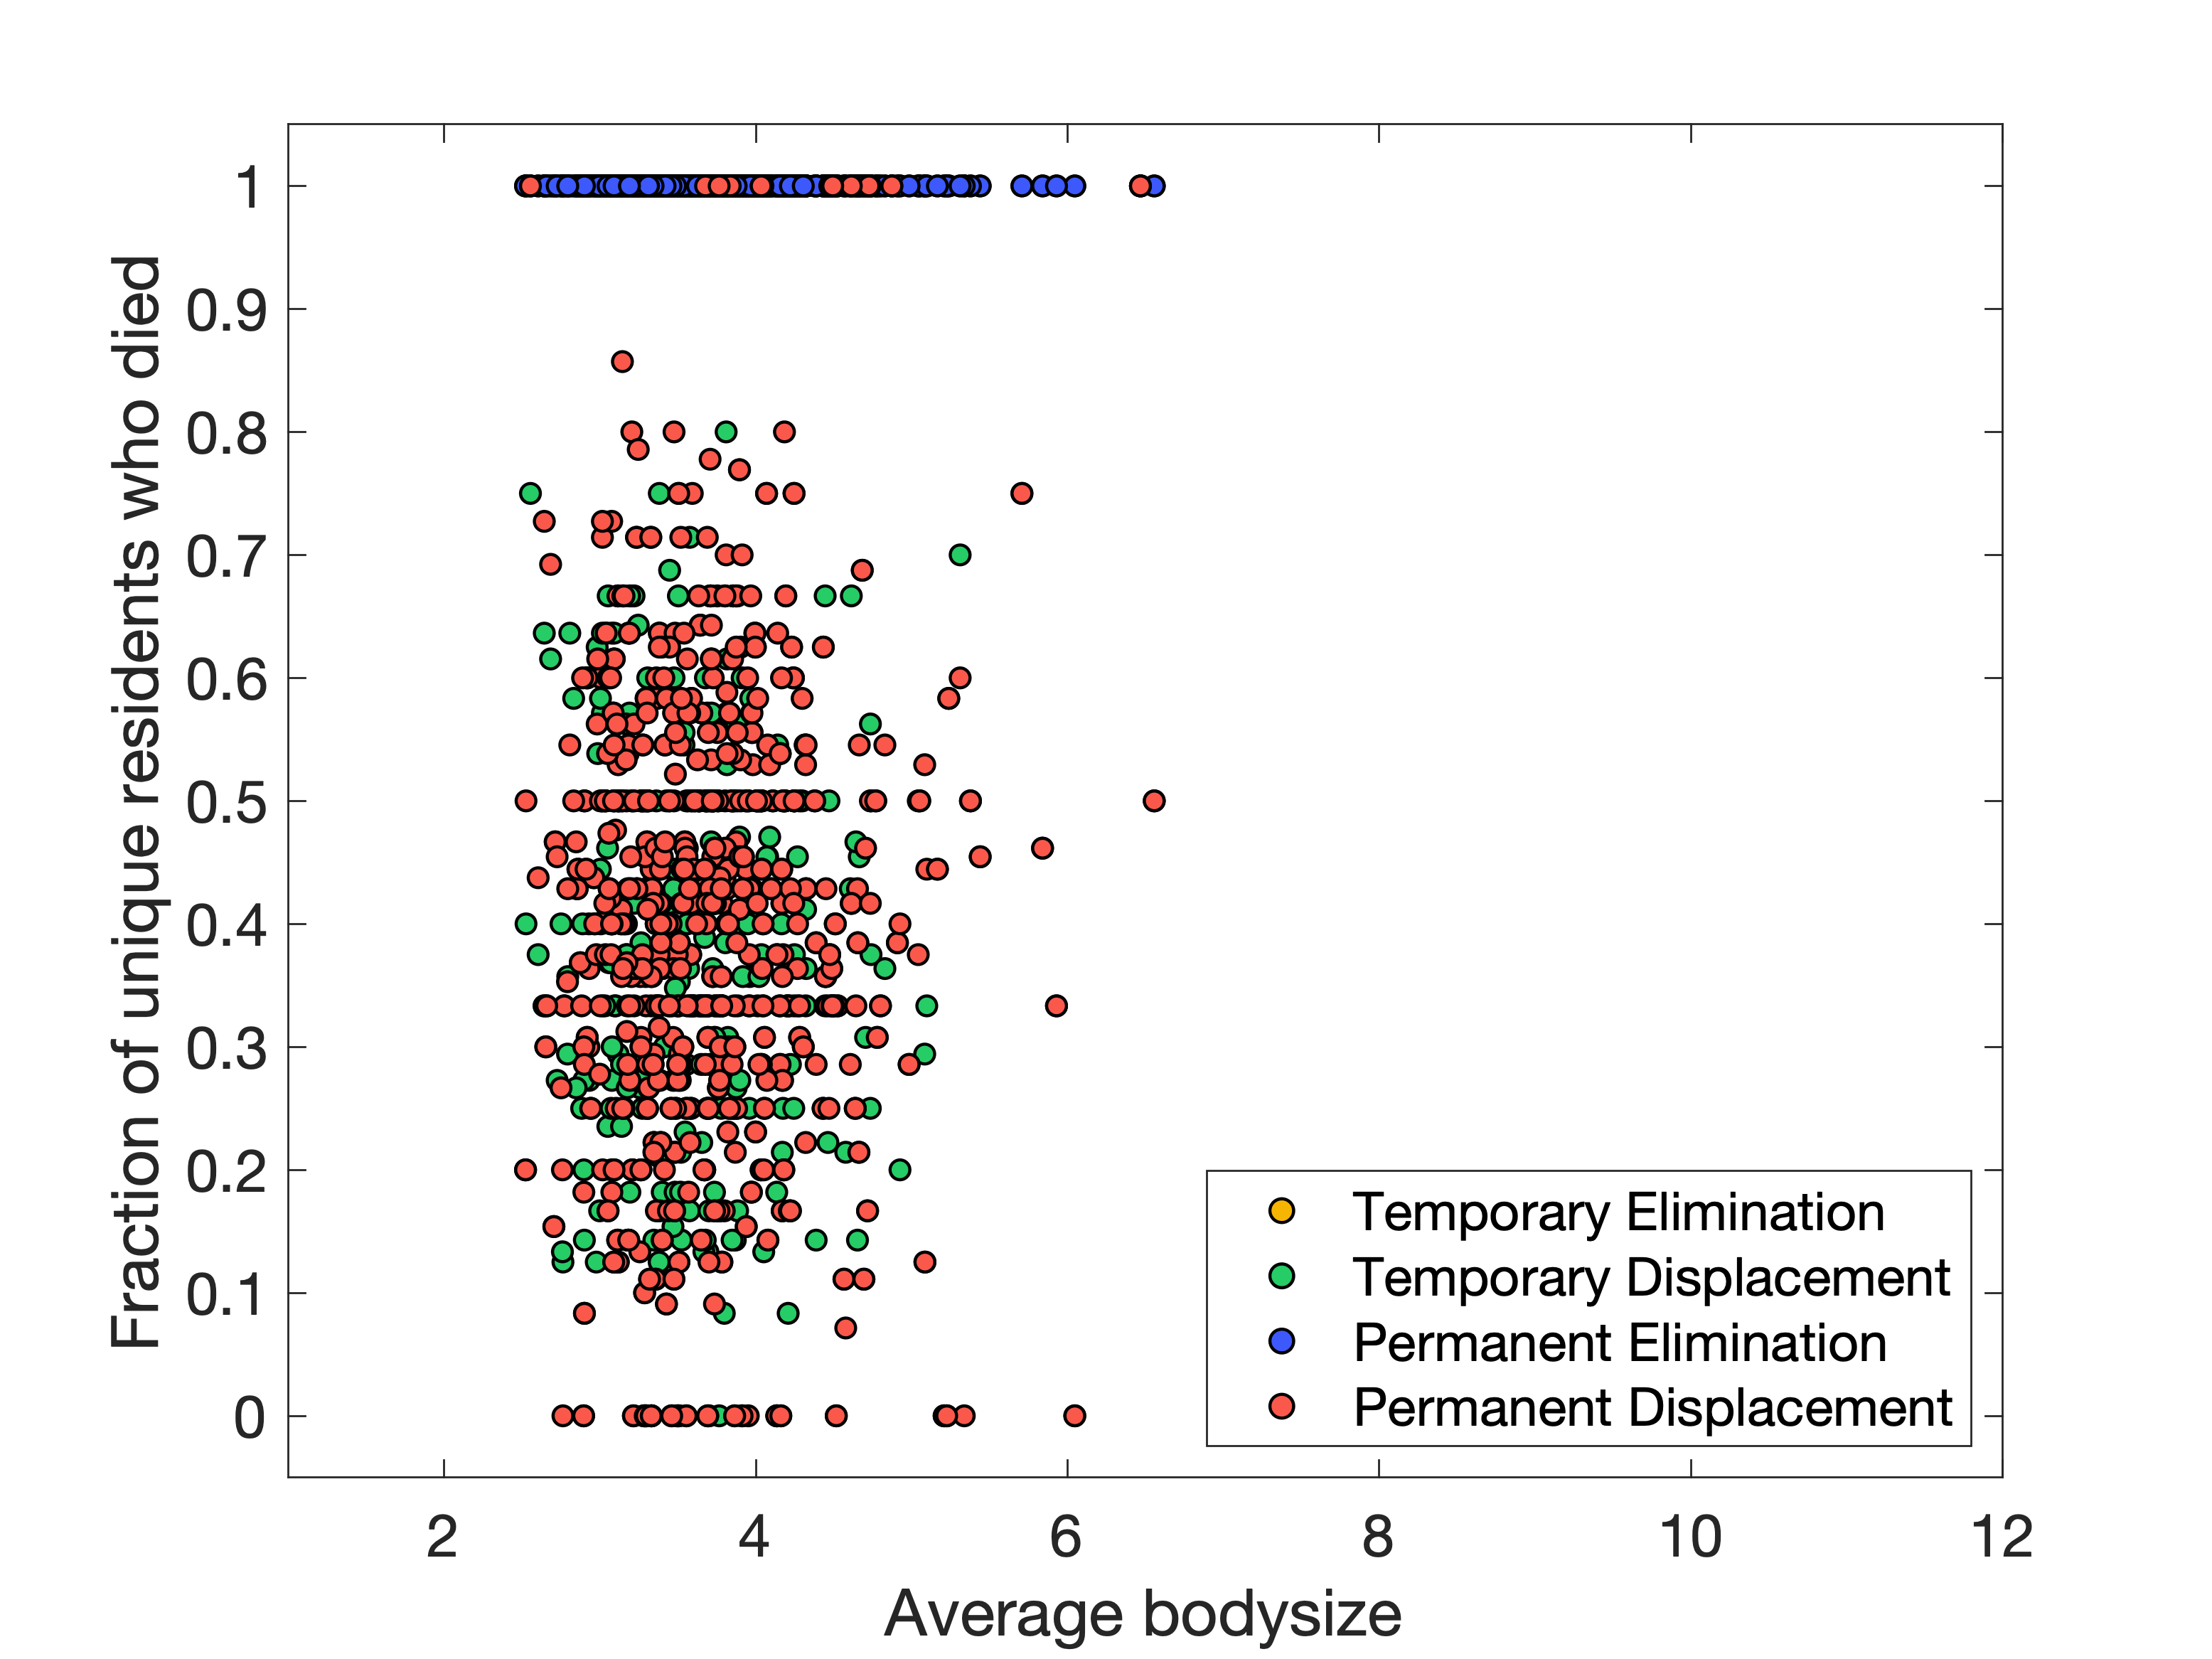 1
0.9
0.8
0.7
0.6
0.5
0.4
0.3
0.2
0.1
0
Fraction of unique residents who died
Temporary Elimination
Temporary Displacement
Permanent Elimination
Permanent Displacement
2 4 6 8 10 12
Average bodysize